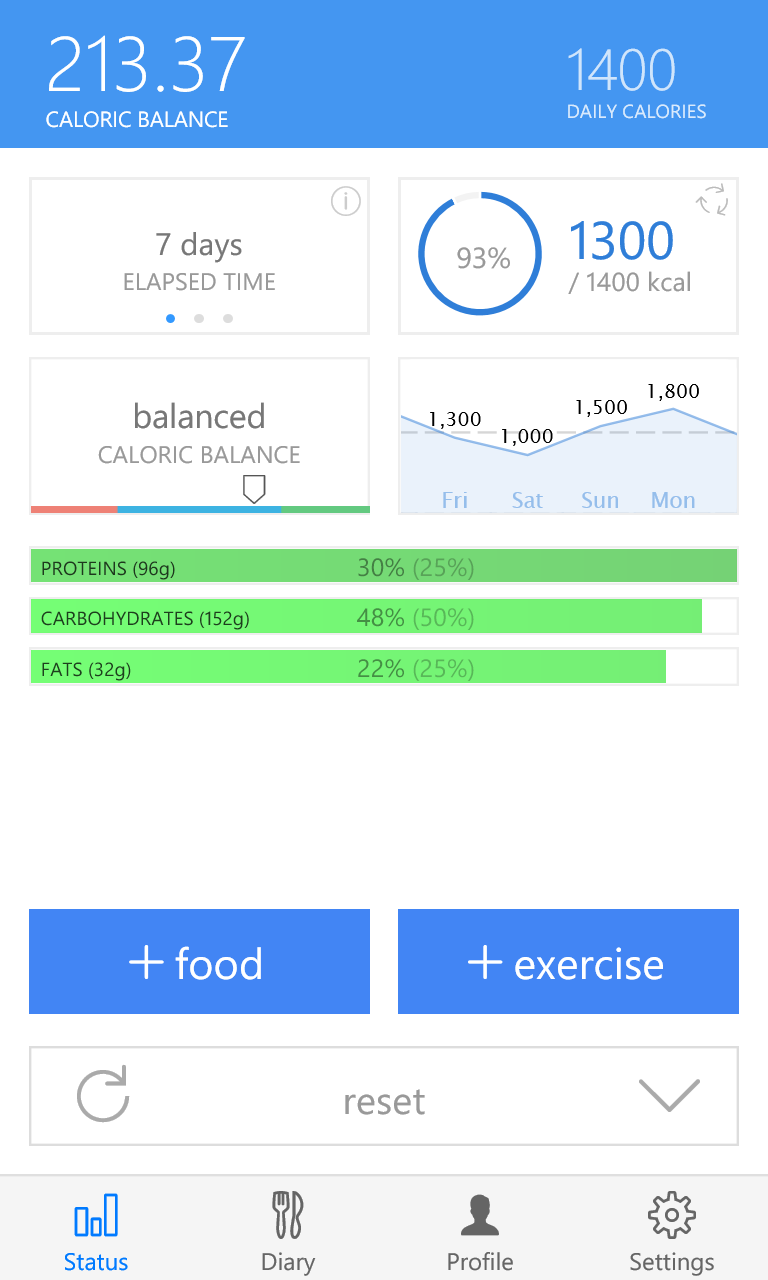 213.37
CALORIC BALANCE
1400
DAILY CALORIES
7 days
ELAPSED TIME
93%
1300
/ 1400 kcal
balanced
CALORIC BALANCE
1,300
1,000
1,500
1,800
Fri Sat Sun Mon
PROTEINS (96g) 30% (25%)
CARBOHYDRATES (152g) 48% (50%)
FATS (32g) 22% (25%)
+ food
+ exercise
reset
Status Diary Profile Settings